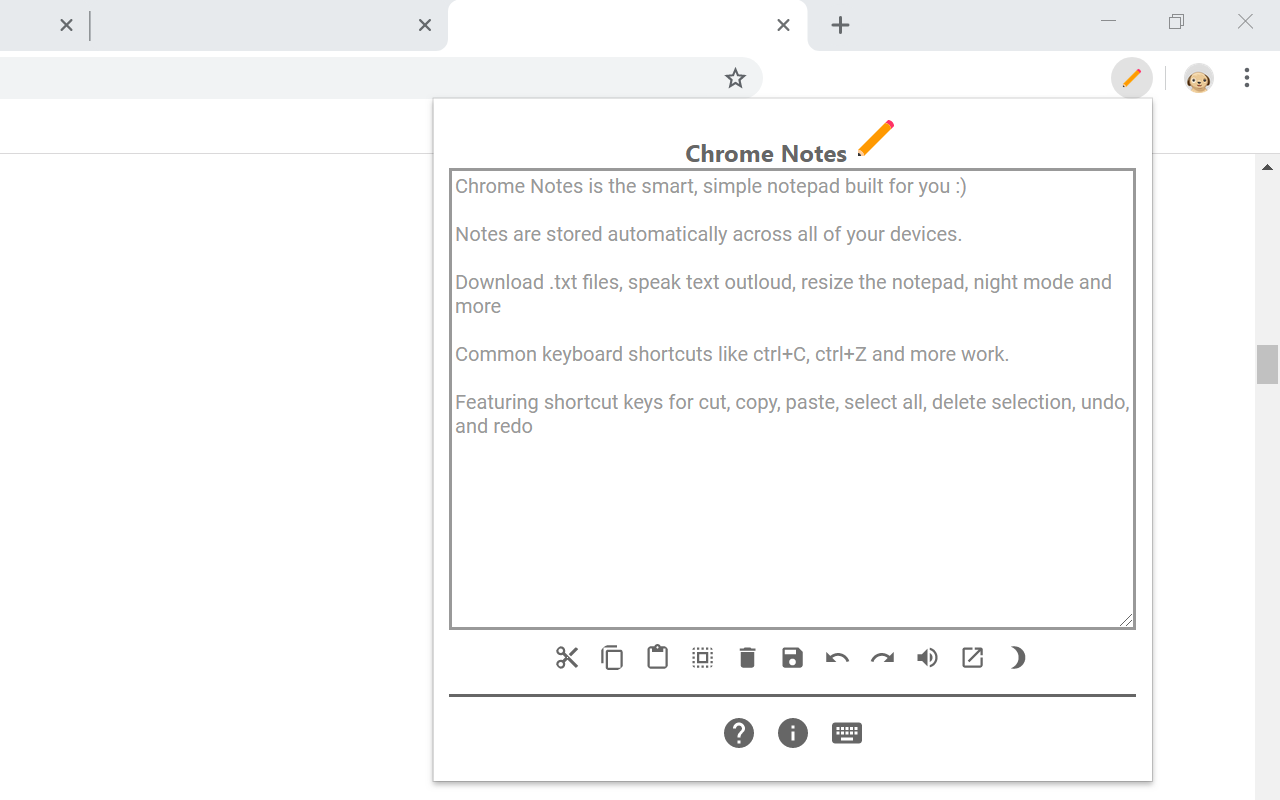 Chrome Notes
Chrome Notes is the smart, simple notepad built for you :)
Notes are stored automatically across all of your devices.
Download .txt files, speak text outloud, resize the notepad, night mode and
more
Common keyboard shortcuts like ctrl+C, ctrl+Z and more work.
Featuring shortcut keys for cut, copy, paste, select all, delete selection, undo,
and redo